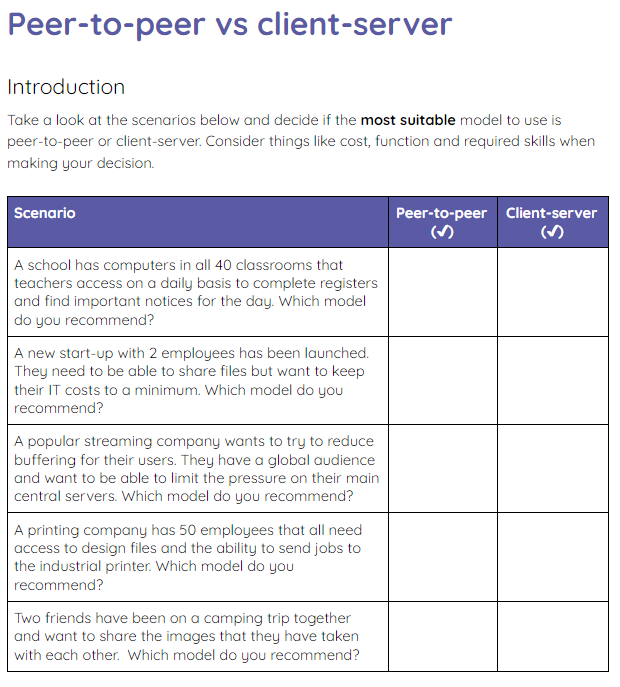 Peer-to-peer vs client-server
Introduction
Take a look at the scenarios below and decide if the most suitable model to use is
peer-to-peer or client-server. Consider things like cost, function and required skills when
making your decision.
Scenario
Peer-to-peer
(✓)
Client-server
(✓)
A school has computers in all 40 classrooms that
teachers access on a daily basis to complete registers
and find important notices for the day. Which model
do you recommend?
A new start-up with 2 employees has been launched.
They need to be able to share files but want to keep
their IT costs to a minimum. Which model do you
recommend?
A popular streaming company wants to try to reduce
buffering for their users. They have a global audience
and want to be able to limit the pressure on their main
central servers. Which model do you recommend?
A printing company has 50 employees that all need
access to design files and the ability to send jobs to
the industrial printer. Which model do you
recommend?
Two friends have been on a camping trip together
and want to share the images that they have taken
with each other.  Which model do you recommend?